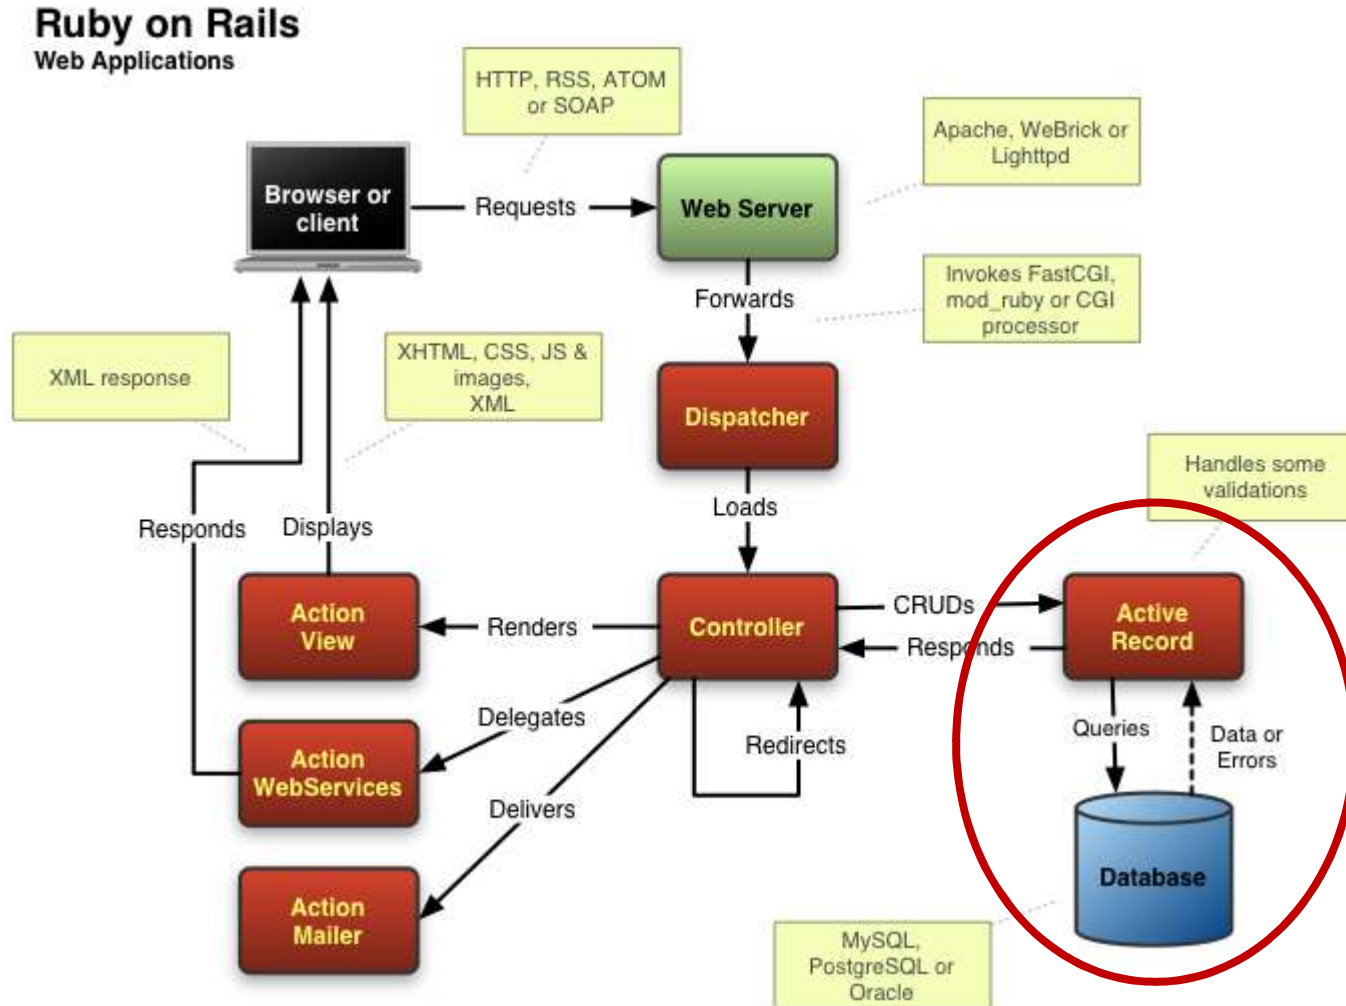 Ruby on Rails
Web Applications
HTTP, RSS, ATOM
or SOAP
Apache, WeBrick or
Lighttpd
Browser or
client
Requests
Web Server
Forwards
Invokes FastCGI,
mod_ruby or CGI
processor
XML response
XHTML, CSS, JS &
images,
XML
Dispatcher
Loads
Handles some
validations
Responds
Displays
Action
View
Renders
Controller
CRUDs
Responds
Active
Record
Delegates
Redirects
Queries
Data or
Errors
Action
WebServices
Delivers
Action
Mailer
Database
MySQL,
PostgreSQL or
Oracle